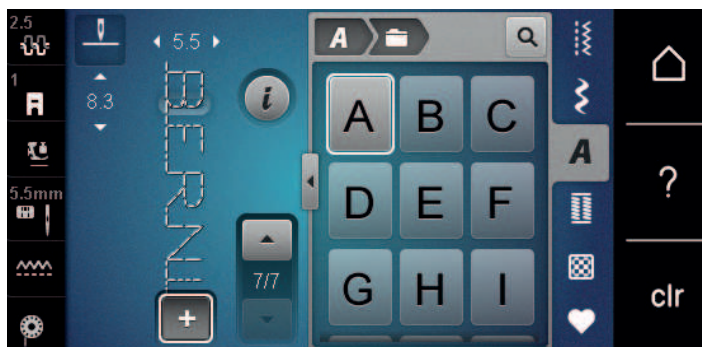 2.5
5.5
A
8.3
1
i
BERNI
A B C
A
?
5.5mm
D E F
7/7
G H I
+
clr